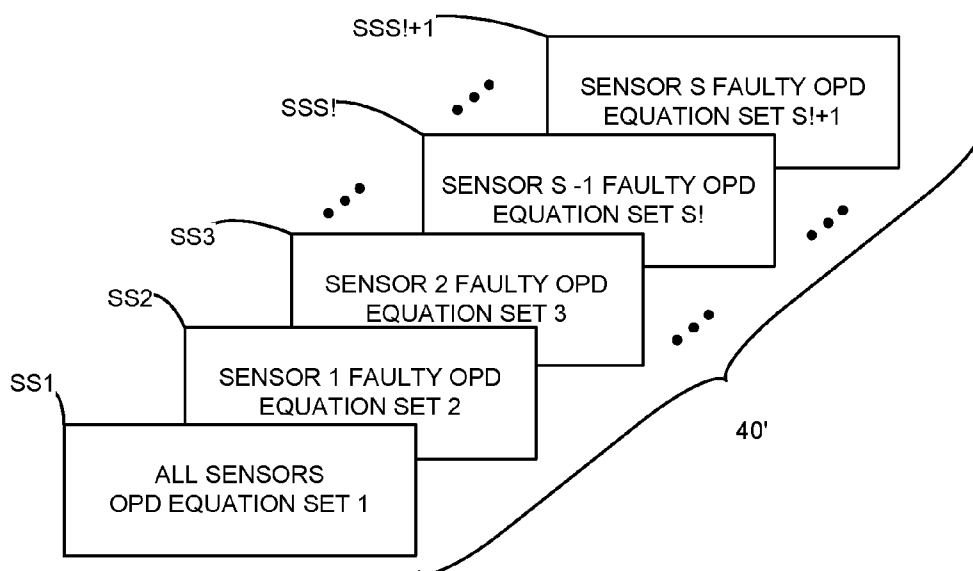 SSS!+1
SENSOR S FAULTY OPD
EQUATION SET S!+1
SSS!
SENSOR S -1 FAULTY OPD
EQUATION SET S!
SS3
SENSOR 2 FAULTY OPD
EQUATION SET 3
SS2
SENSOR 1 FAULTY OPD
EQUATION SET 2
SS1
ALL SENSORS
OPD EQUATION SET 1
40'